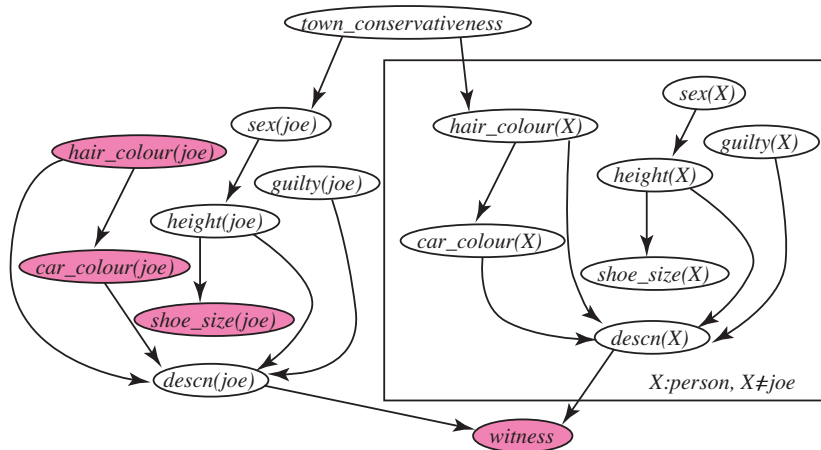 town_conservativeness
sex(joe)
sex(X)
hair_colour(joe)
hair_colour(X)
guilty(X)
guilty(joe)
height(X)
height(joe)
car_colour(X)
car_colour(joe)
shoe_size(X)
shoe_size(joe)
descn(X)
descn(joe)
X:person, X≠joe
witness